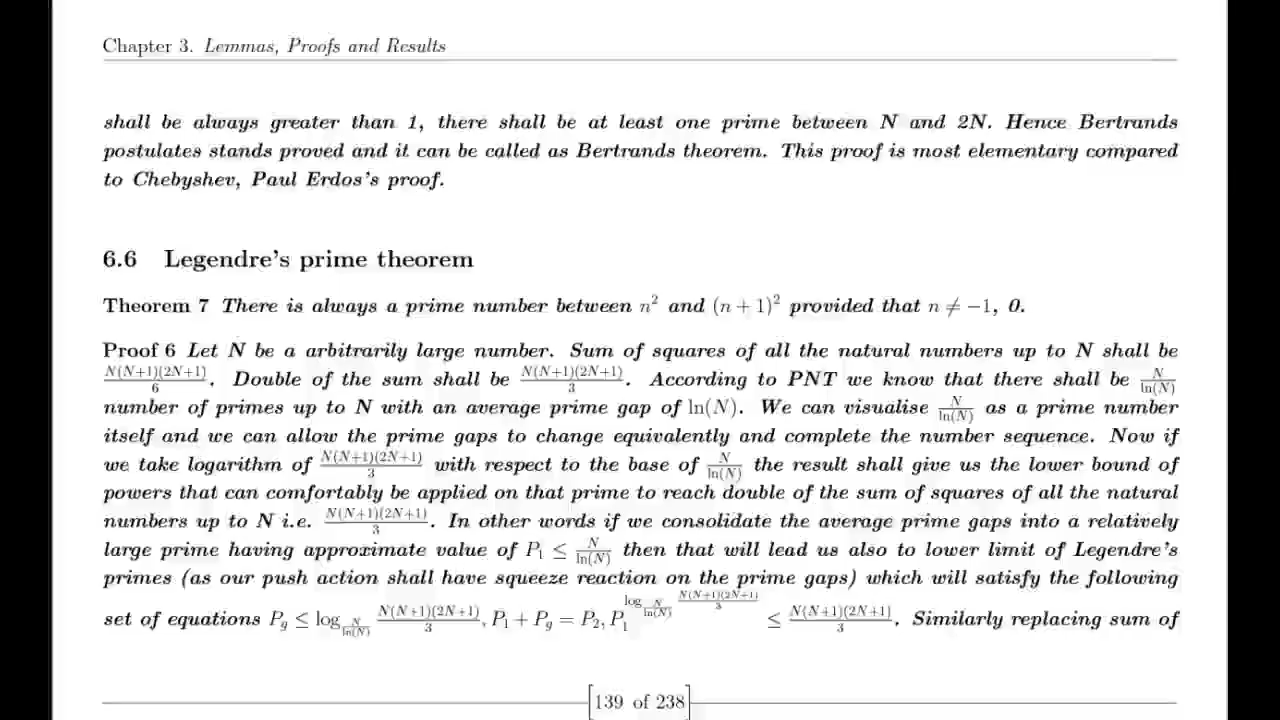 Chapter 3. Lemmas, Proofs and Results
shall be always greater than 1, there shall be at least one prime between N and 2N. Hence Bertrands
postulates stands proved and it can be called as Bertrands theorem. This proof is most elementary compared
to Chebyshev, Paul Erdos's proof.
6.6 Legendre's prime theorem
Theorem 7 There is always a prime number between n² and (n + 1)² provided that n ≠ −1, 0.
Proof 6 Let N be a arbitrarily large number. Sum of squares of all the natural numbers up to N shall be
N(N+1)(2N+1)/6. Double of the sum shall be N(N+1)(2N+1)/3. According to PNT we know that there shall be N/ln(N)
number of primes up to N with an average prime gap of ln(N). We can visualise N/ln(N) as a prime number
itself and we can allow the prime gaps to change equivalently and complete the number sequence. Now if
we take logarithm of N(N+1)(2N+1)/3 with respect to the base of N/ln(N) the result shall give us the lower bound of
powers that can comfortably be applied on that prime to reach double of the sum of squares of all the natural
numbers up to N i.e. N(N+1)(2N+1)/3. In other words if we consolidate the average prime gaps into a relatively
large prime having approximate value of P₁ ≤ N/ln(N) then that will lead us also to lower limit of Legendre's
primes (as our push action shall have squeeze reaction on the prime gaps) which will satisfy the following
set of equations P_g ≤ log_{N/ln(N)} N(N+1)(2N+1)/3, P₁ + P_g = P₂, P₁^{log_{N/ln(N)} N(N+1)(2N+1)/3} ≤ N(N+1)(2N+1)/3. Similarly replacing sum of
139 of 238